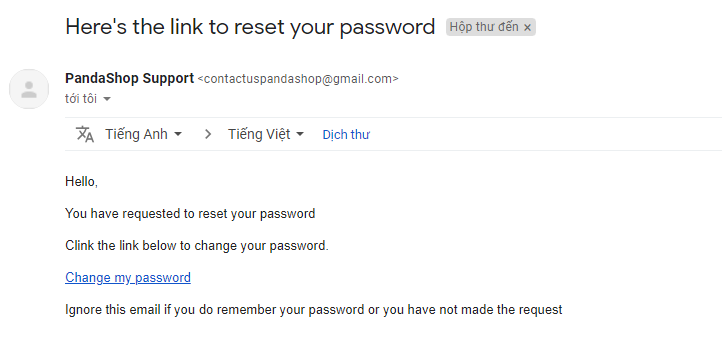 Here's the link to reset your password Hộp thư đến ×
PandaShop Support <contactuspandashop@gmail.com>
tới tôi
Tiếng Anh > Tiếng Việt Dịch thư
Hello,
You have requested to reset your password
Clink the link below to change your password.
Change my password
Ignore this email if you do remember your password or you have not made the request